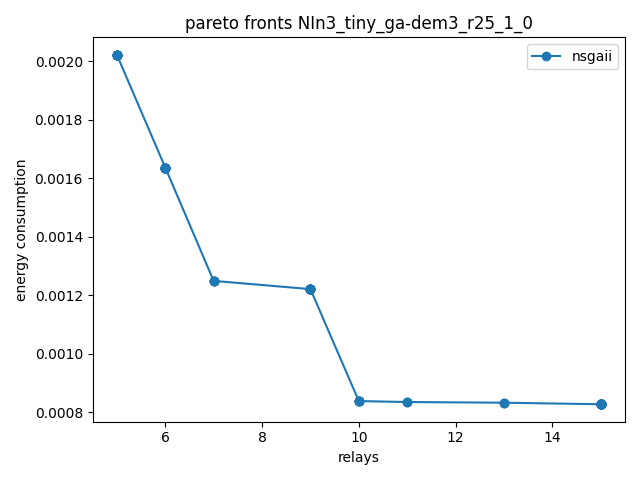 pareto fronts NIn3_tiny_ga-dem3_r25_1_0
nsgaii
energy consumption
0.0020
0.0018
0.0016
0.0014
0.0012
0.0010
0.0008
6 8 10 12 14
relays